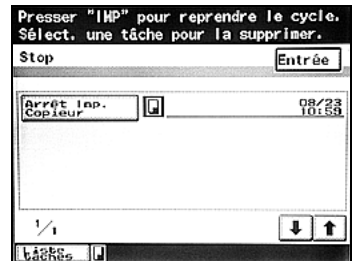 Presser "IMP" pour reprendre le cycle.
Sélect. une tâche pour la supprimer.
Stop
Entrée
Arrêt Imp.
Copieur
08/23
10:59
1/1
Liste
tâches